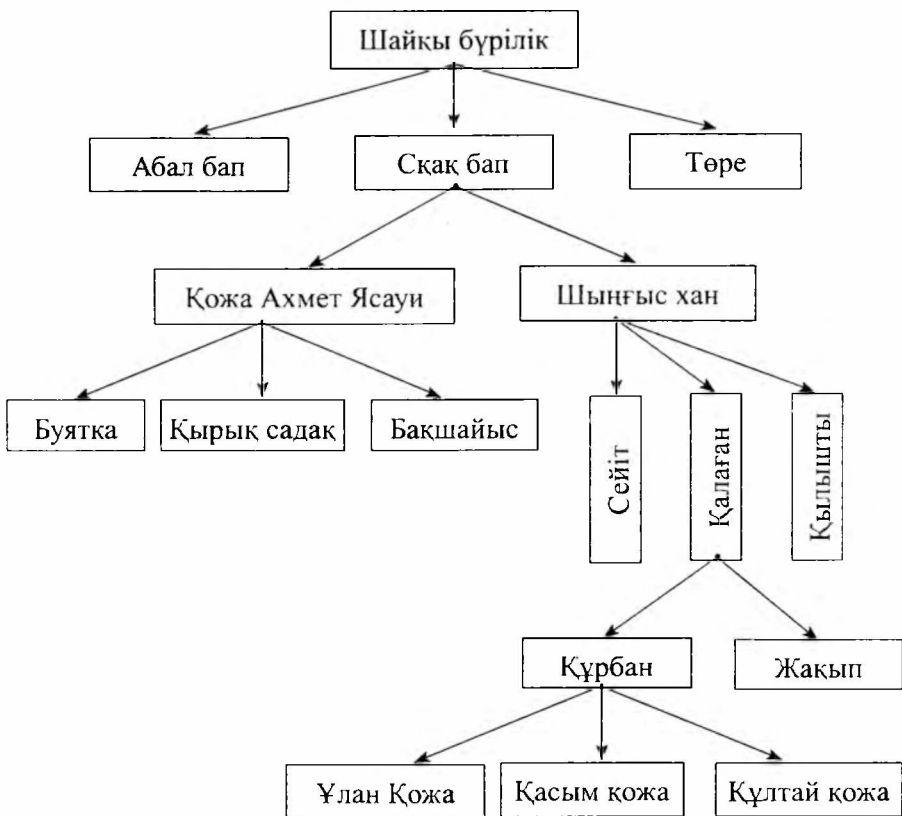 Шайқы бүрілік
Абал бап
Сқақ бап
Төре
Қожа Ахмет Ясауи
Шыңғыс хан
Буятка
Қырық садақ
Бақшайыс
Сейіт
Қалаған
Қылышты
Құрбан
Жақып
Ұлан Қожа
Қасым қожа
Құлтай қожа